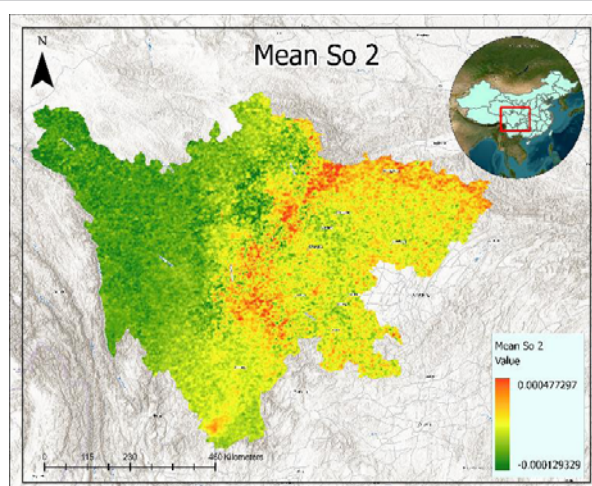 N
Mean So 2
Mean So 2
Value
0.000477297
-0.000129329
0 115 230 460 Kilometers